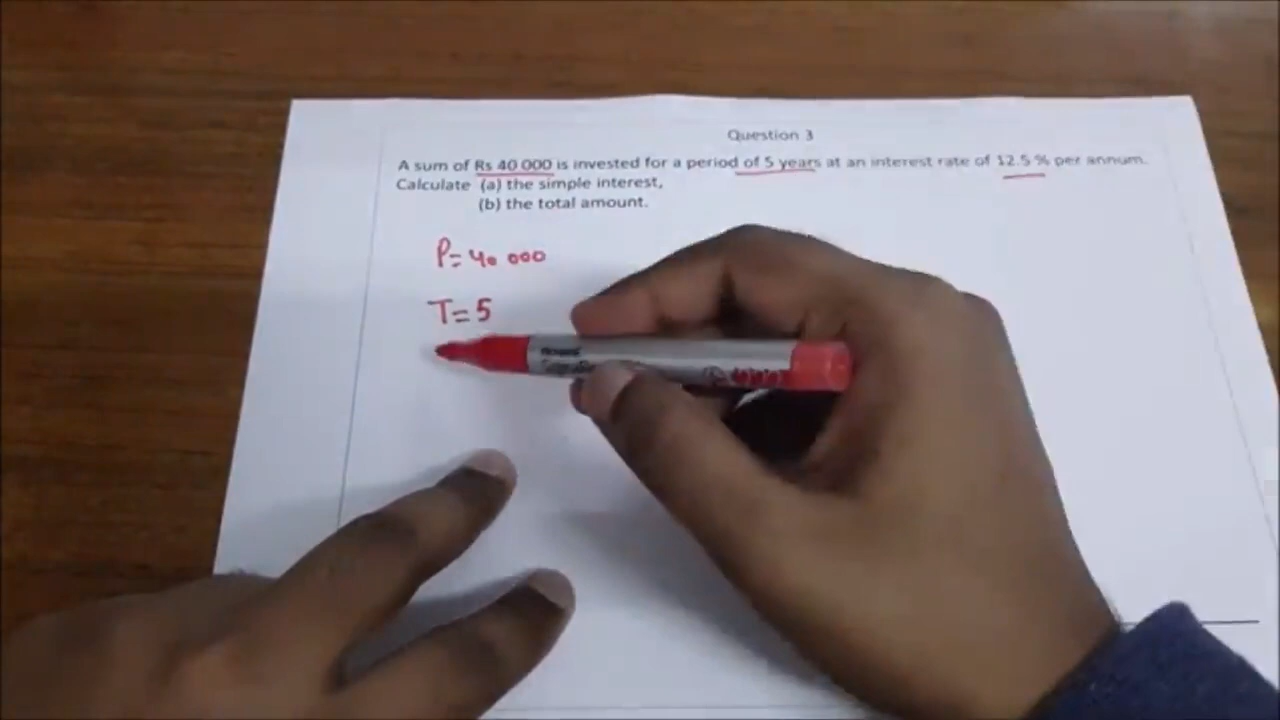 Question 3
A sum of Rs 40 000 is invested for a period of 5 years at an interest rate of 12.5 % per annum.
Calculate (a) the simple interest,
(b) the total amount.
P= 40 000
T= 5